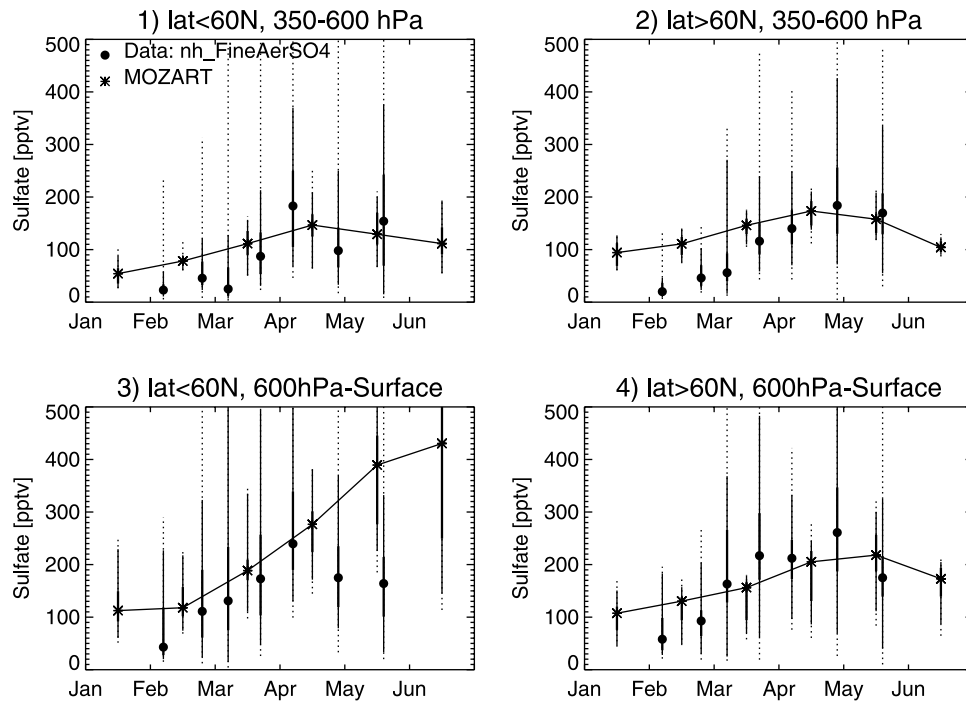 1) lat<60N, 350-600 hPa
500
400
300
200
100
0
Sulfate [pptv]
Data: nh_FineAerSO4
MOZART
Jan Feb Mar Apr May Jun
2) lat>60N, 350-600 hPa
500
400
300
200
100
0
Sulfate [pptv]
Jan Feb Mar Apr May Jun
3) lat<60N, 600hPa-Surface
500
400
300
200
100
0
Sulfate [pptv]
Jan Feb Mar Apr May Jun
4) lat>60N, 600hPa-Surface
500
400
300
200
100
0
Sulfate [pptv]
Jan Feb Mar Apr May Jun